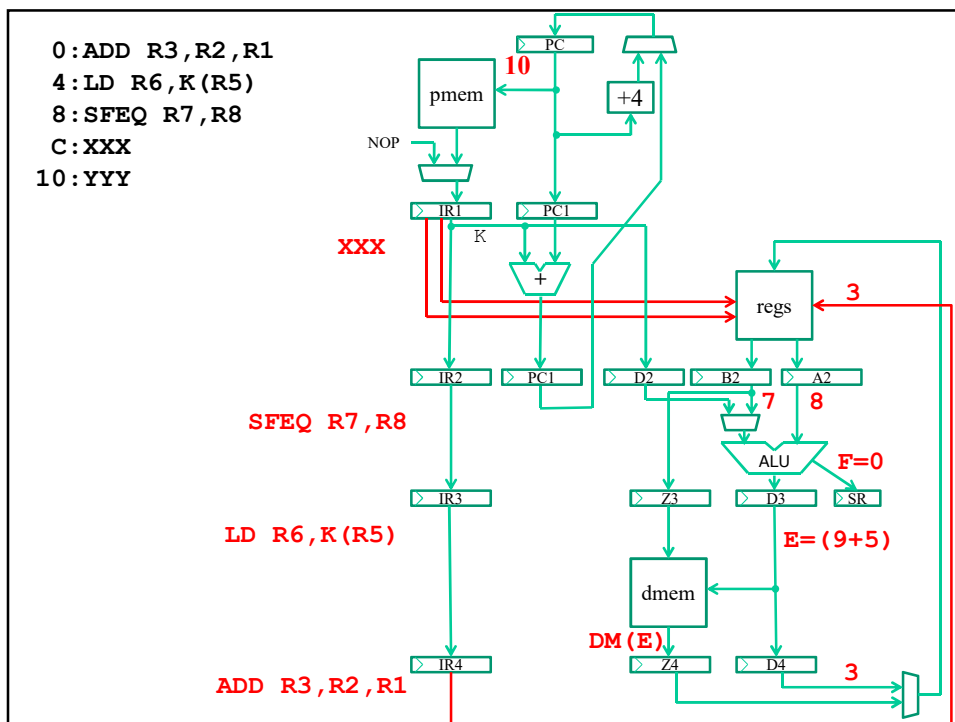 0:ADD R3,R2,R1
4:LD R6,K(R5)
8:SFEQ R7,R8
C:XXX
10:YYY
PC
10
pmem
+4
NOP
IR1
PC1
K
XXX
+
3
regs
IR2
PC1
D2
B2
A2
7
8
SFEQ R7,R8
ALU
F=0
IR3
Z3
D3
SR
LD R6,K(R5)
E=(9+5)
dmem
DM(E)
IR4
Z4
D4
3
ADD R3,R2,R1